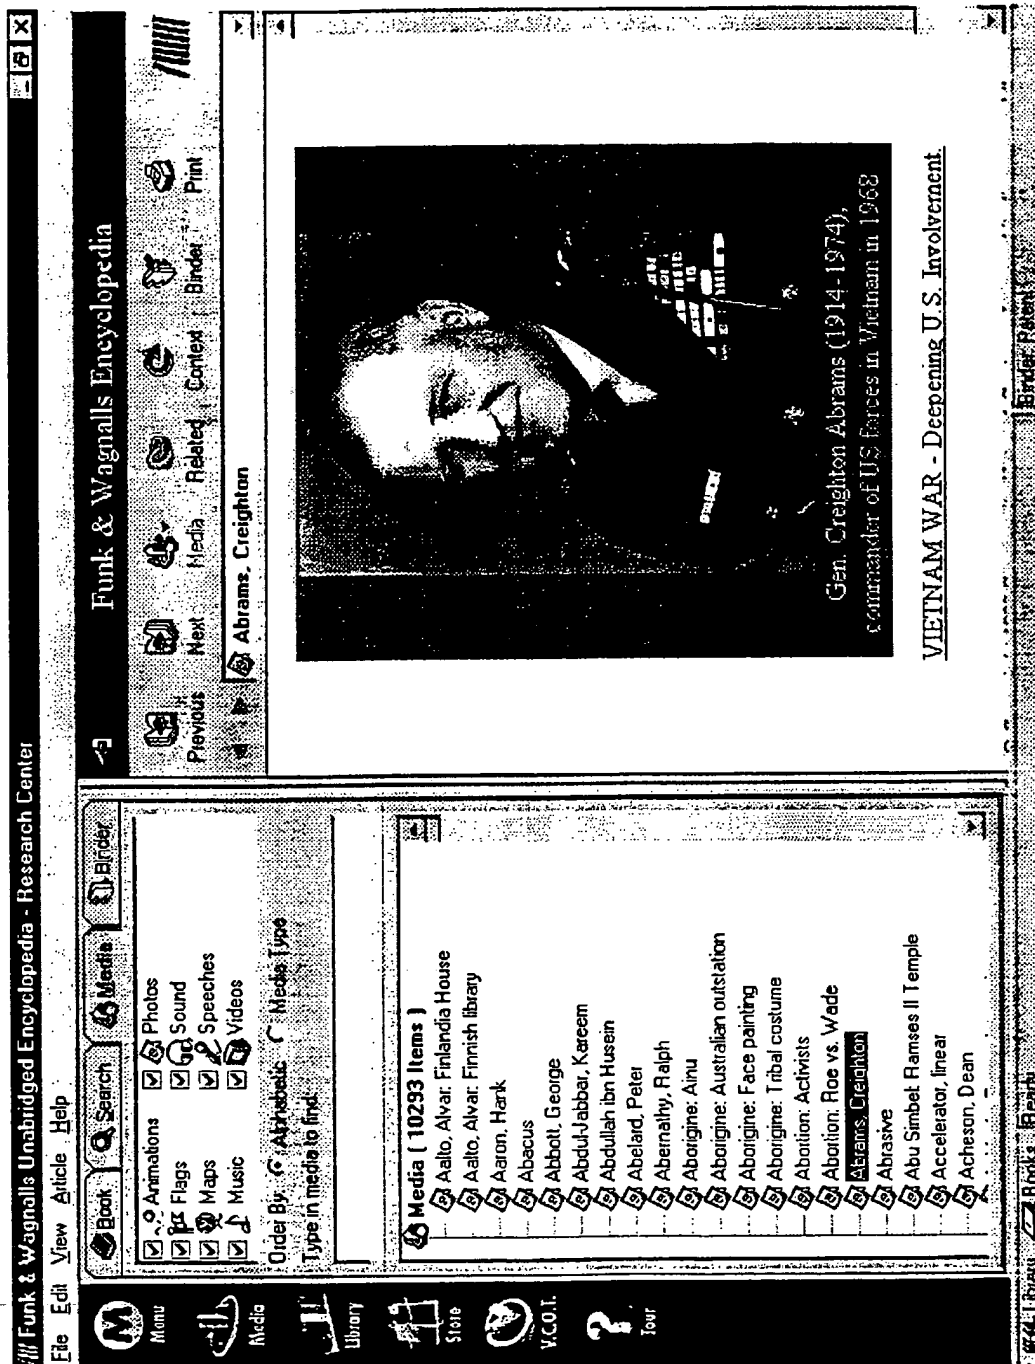 Funk & Wagnalls Unabridged Encyclopedia - Research Center
File Edit View Article Help
Menu
Media
Library
Store
V.C.O.T.
Tour
Book Search Media Binder
Animations Photos
Flags Sound
Maps Speeches
Music Videos
Order By: Alphabetic Media Type
Type in media to find:
Media ( 10293 Items )
Aalto, Alvar: Finlandia House
Aalto, Alvar: Finnish library
Aaron, Hank
Abacus
Abbott, George
Abdul-Jabbar, Kareem
Abdullah Ibn Husein
Abelard, Peter
Abernathy, Ralph
Aborigine: Ainu
Aborigine: Australian outstation
Aborigine: Face painting
Aborigine: Tribal costume
Abortion: Activists
Abortion: Roe vs. Wade
Abrams, Creighton
Abrasive
Abu Simbel: Ramses II Temple
Accelerator, linear
Acheson, Dean
Funk & Wagnalls Encyclopedia
Previous Next Media Related Context Binder Print
Abrams, Creighton
Gen. Creighton Abrams (1914-1974),
commander of US forces in Vietnam in 1968
VIETNAM WAR - Deepening U.S. Involvement.
Books Ready